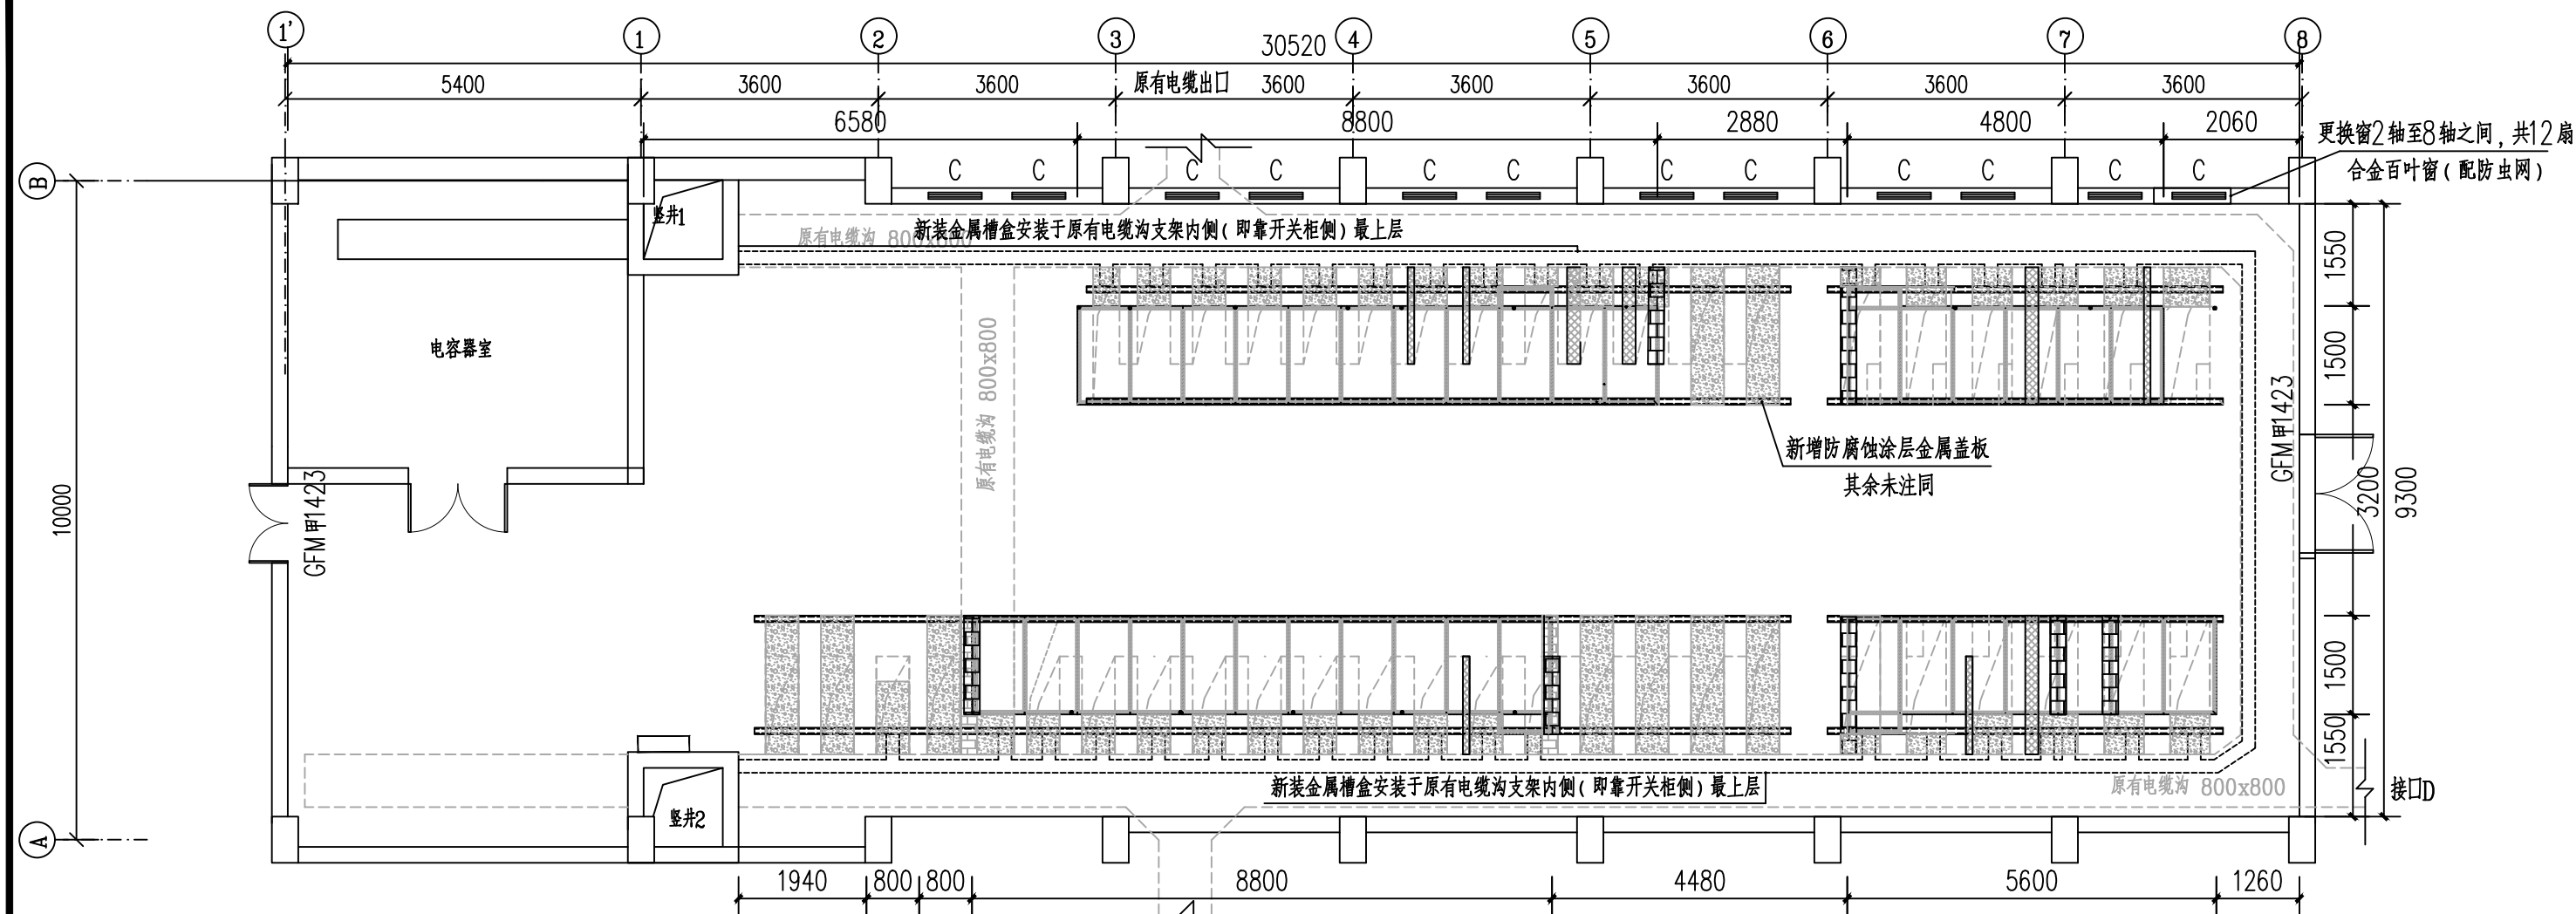 1' 1 2 3 4 5 6 7 8
30520
5400 3600 3600 原有电缆出口 3600 3600 3600 3600 3600
6580 8800 2880 4800 2060
更换窗2轴至8轴之间，共12扇
合金百叶窗(配防虫网)
C C C C C C C C C C C C
B
竖井1
原有电缆沟 800x800
新装金属槽盒安装于原有电缆沟支架内侧(即靠开关柜侧)最上层
1550
电容器室
原有电缆沟 800x800
1500
GFM甲1423
新增防腐蚀涂层金属盖板
其余未注同
10000
GFM甲1423
3200
9300
1500
1550
新装金属槽盒安装于原有电缆沟支架内侧(即靠开关柜侧)最上层
原有电缆沟 800x800
接口D
竖井2
A
1940 800 800 8800 4480 5600 1260